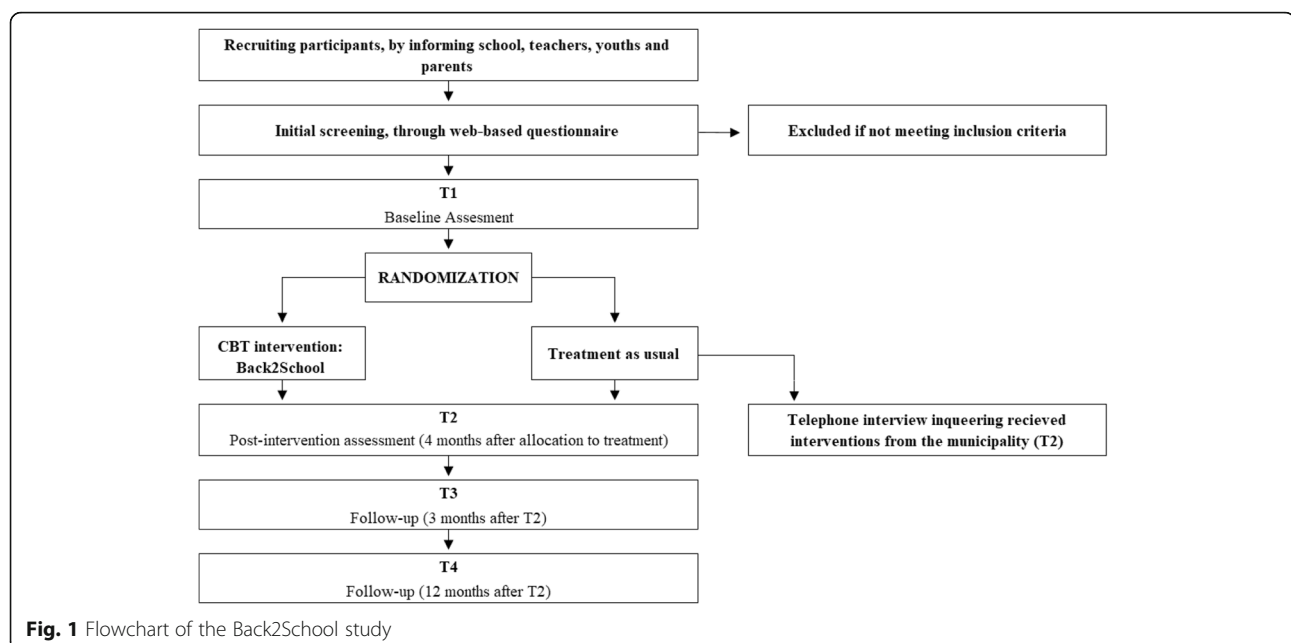 Recruiting participants, by informing school, teachers, youths and
parents
Initial screening, through web-based questionnaire
Excluded if not meeting inclusion criteria
T1
Baseline Assesment
RANDOMIZATION
CBT intervention:
Back2School
Treatment as usual
T2
Post-intervention assessment (4 months after allocation to treatment)
Telephone interview inqueering recieved
interventions from the municipality (T2)
T3
Follow-up (3 months after T2)
T4
Follow-up (12 months after T2)
Fig. 1 Flowchart of the Back2School study